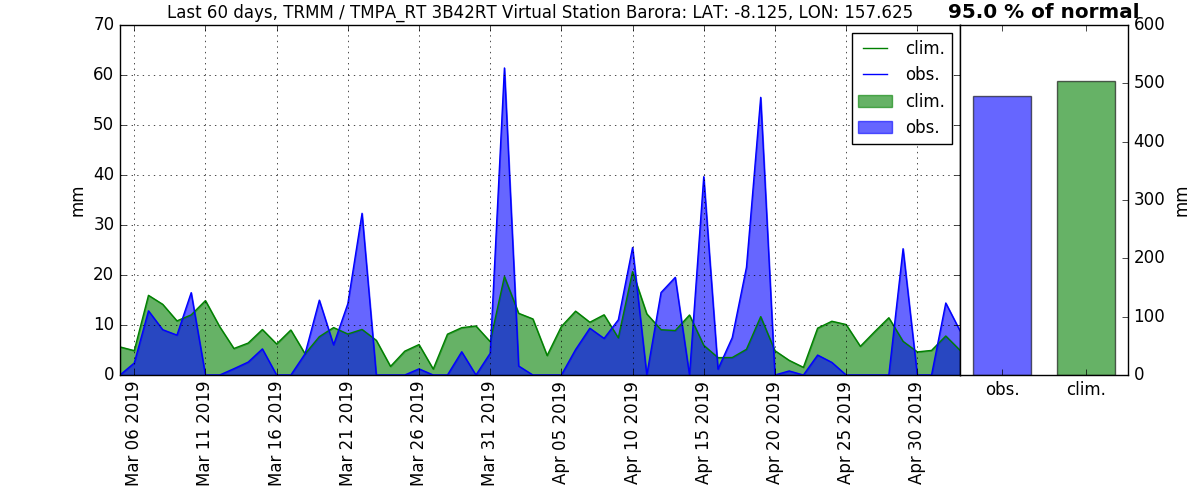 Last 60 days, TRMM / TMPA_RT 3B42RT Virtual Station Barora: LAT: -8.125, LON: 157.625
95.0 % of normal
70
60
50
40
30
20
10
0
mm
clim.
obs.
clim.
obs.
Mar 06 2019
Mar 11 2019
Mar 16 2019
Mar 21 2019
Mar 26 2019
Mar 31 2019
Apr 05 2019
Apr 10 2019
Apr 15 2019
Apr 20 2019
Apr 25 2019
Apr 30 2019
600
500
400
300
200
100
0
mm
obs.
clim.